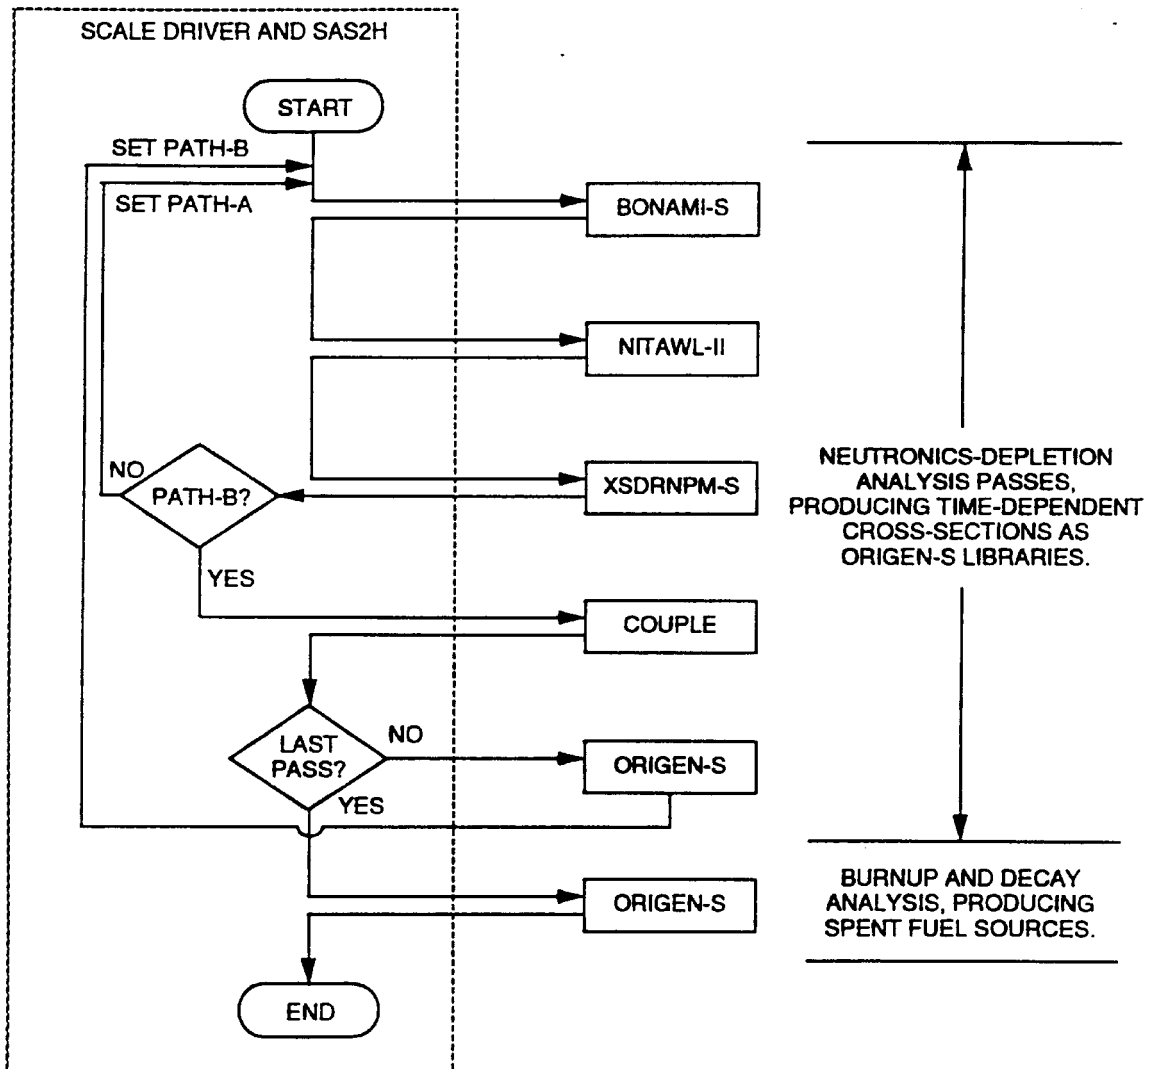 SCALE DRIVER AND SAS2H
START
SET PATH-B
SET PATH-A
BONAMI-S
NITAWL-II
NO
PATH-B?
XSDRNPM-S
YES
COUPLE
LAST
PASS?
NO
ORIGEN-S
YES
ORIGEN-S
END
NEUTRONICS-DEPLETION
ANALYSIS PASSES,
PRODUCING TIME-DEPENDENT
CROSS-SECTIONS AS
ORIGEN-S LIBRARIES.
BURNUP AND DECAY
ANALYSIS, PRODUCING
SPENT FUEL SOURCES.